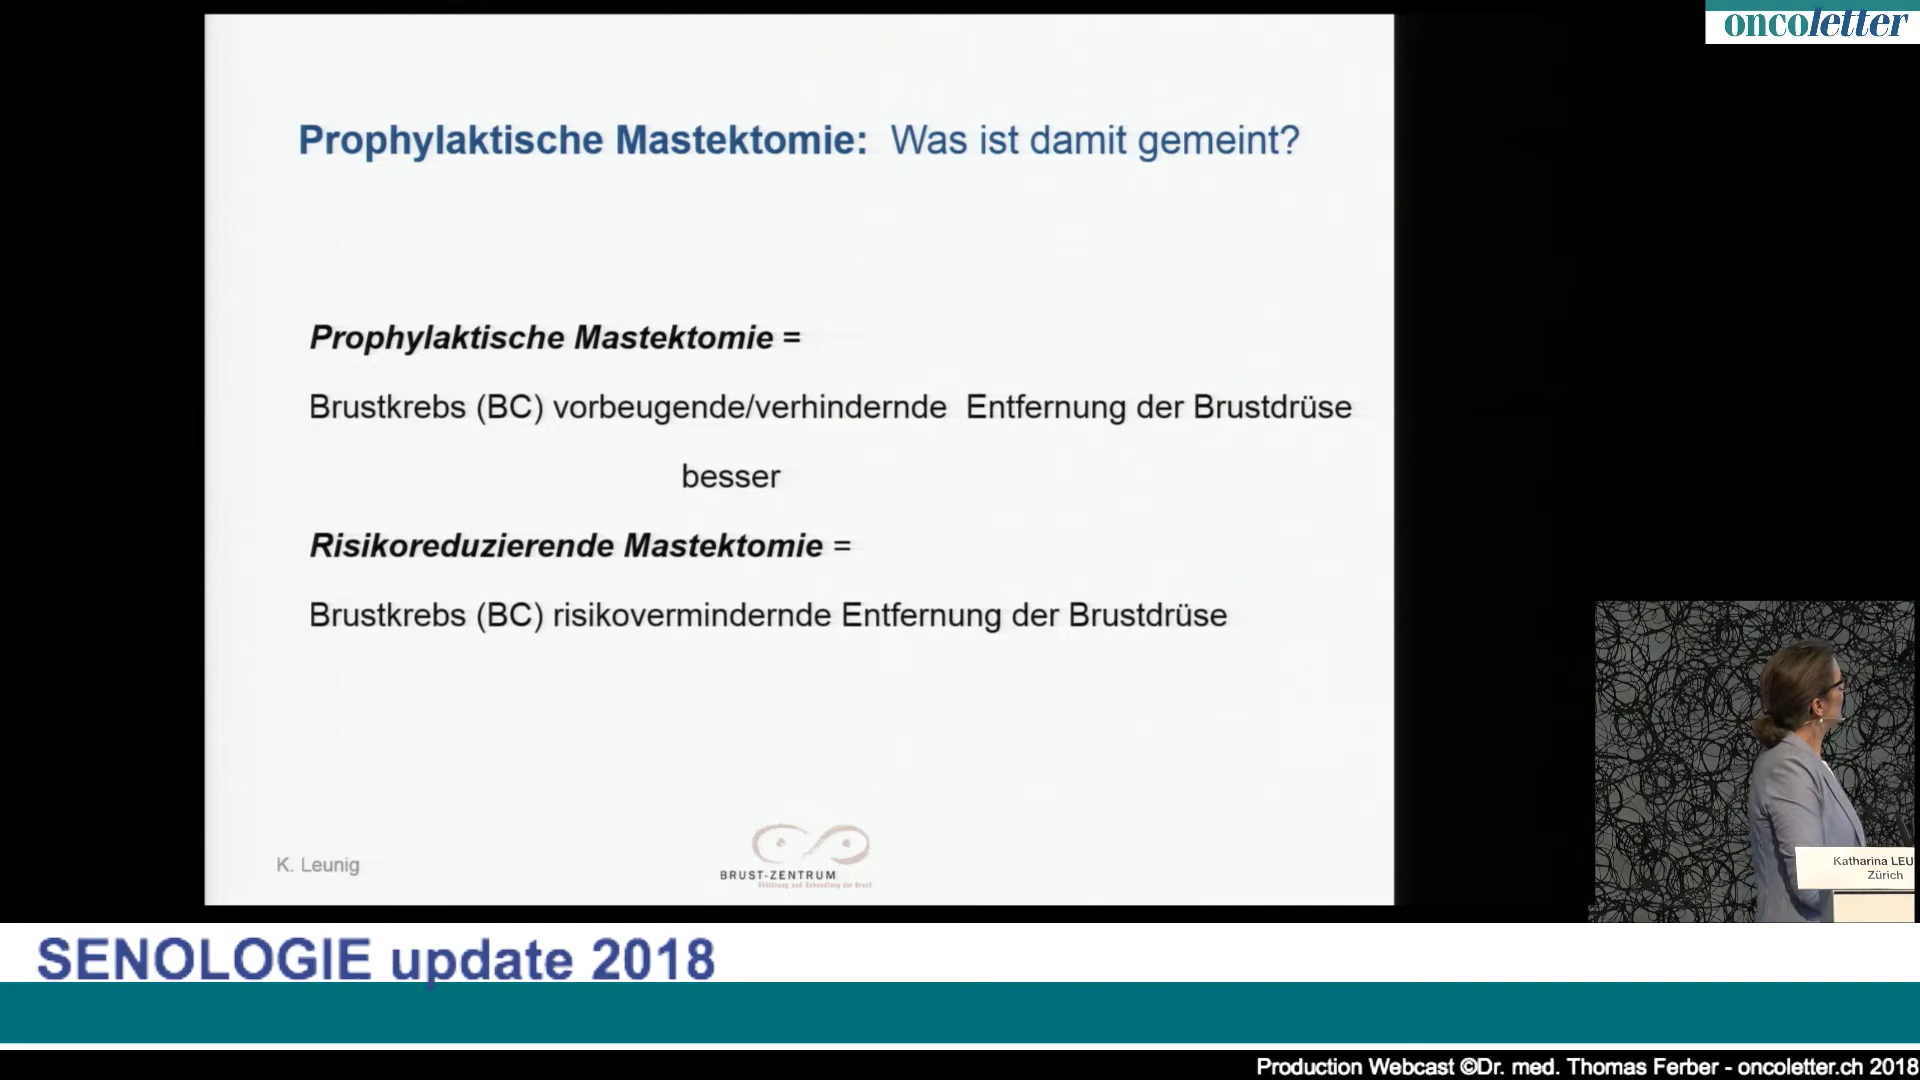 oncoletter
Prophylaktische Mastektomie: Was ist damit gemeint?
Prophylaktische Mastektomie =
Brustkrebs (BC) vorbeugende/verhindernde Entfernung der Brustdrüse
besser
Risikoreduzierende Mastektomie =
Brustkrebs (BC) risikovermindernde Entfernung der Brustdrüse
K. Leunig
BRUST-ZENTRUM
Katharina LEU
Zürich
SENOLOGIE update 2018
Production Webcast ©Dr. med. Thomas Ferber - oncoletter.ch 2018